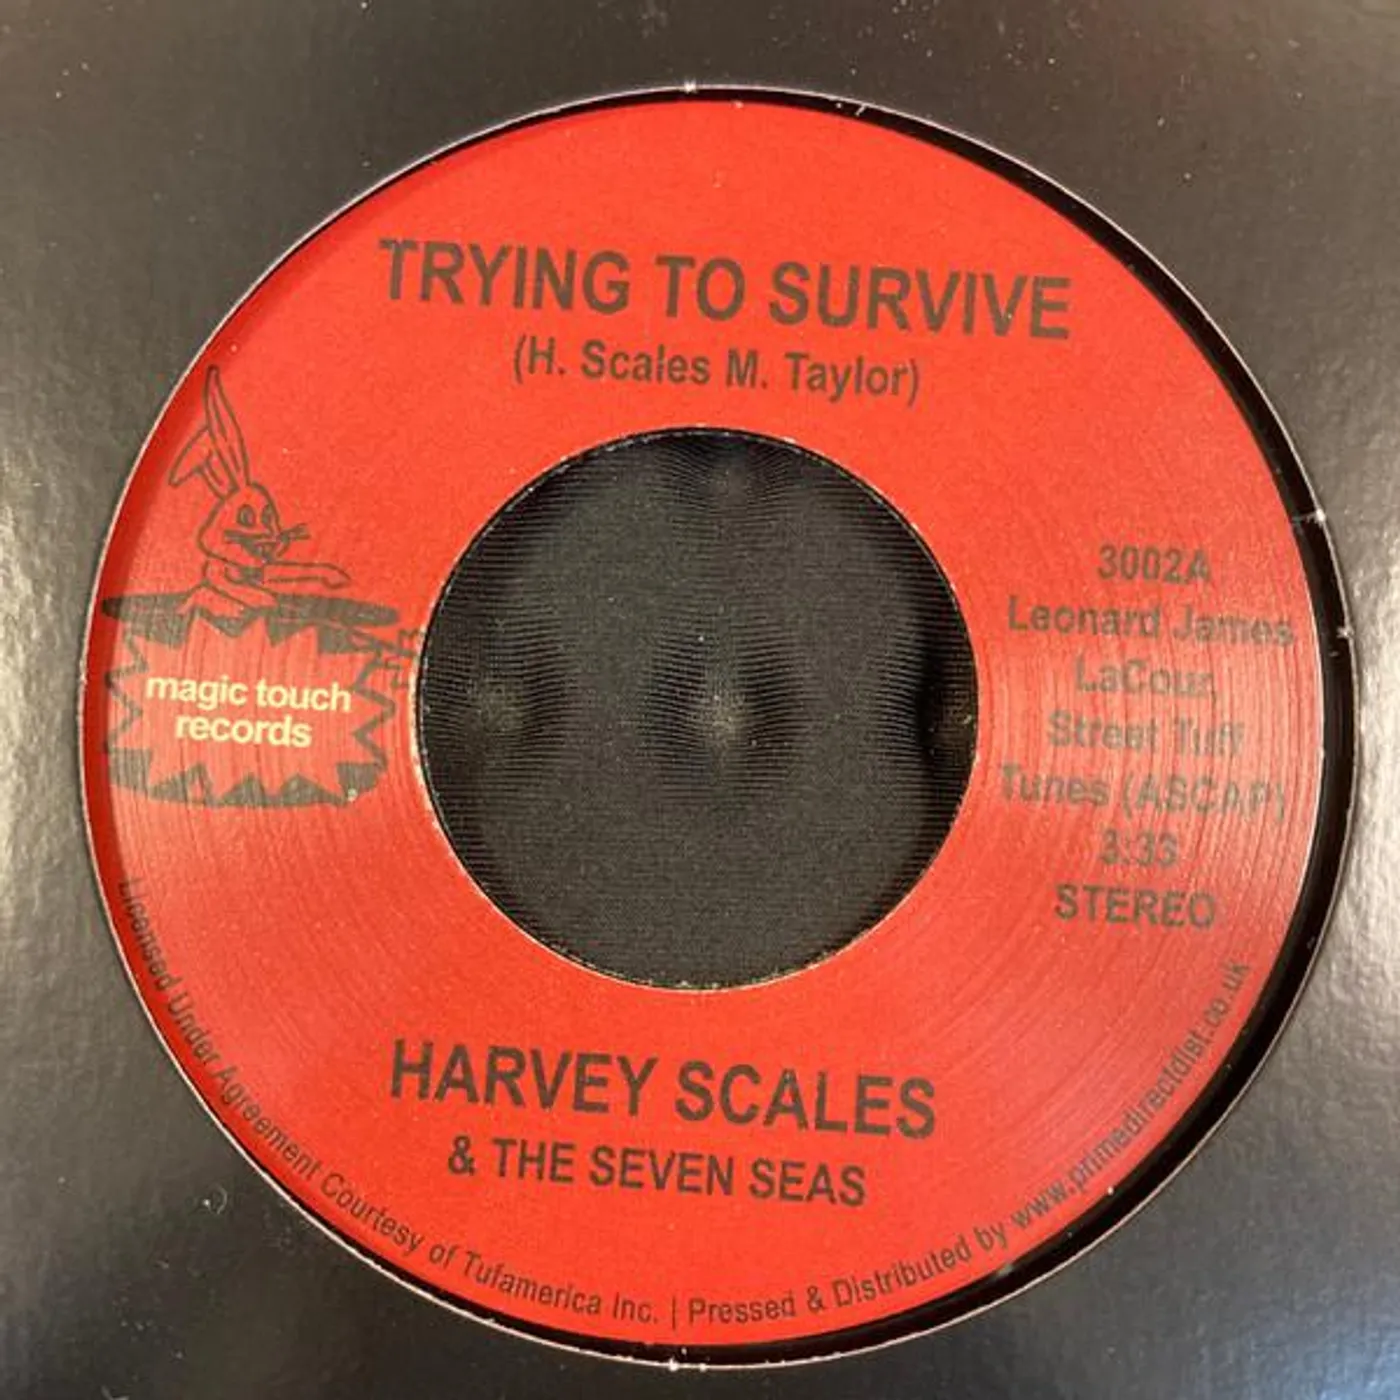 TRYING TO SURVIVE
(H. Scales M. Taylor)
magic touch
records
3002A
Leonard James
LaCour
Street Tuff
Tunes (ASCAP)
3:33
STEREO
HARVEY SCALES
& THE SEVEN SEAS
Licensed Under Agreement Courtesy of Tufamerica Inc. | Pressed & Distributed by www.primedirectdist.co.uk